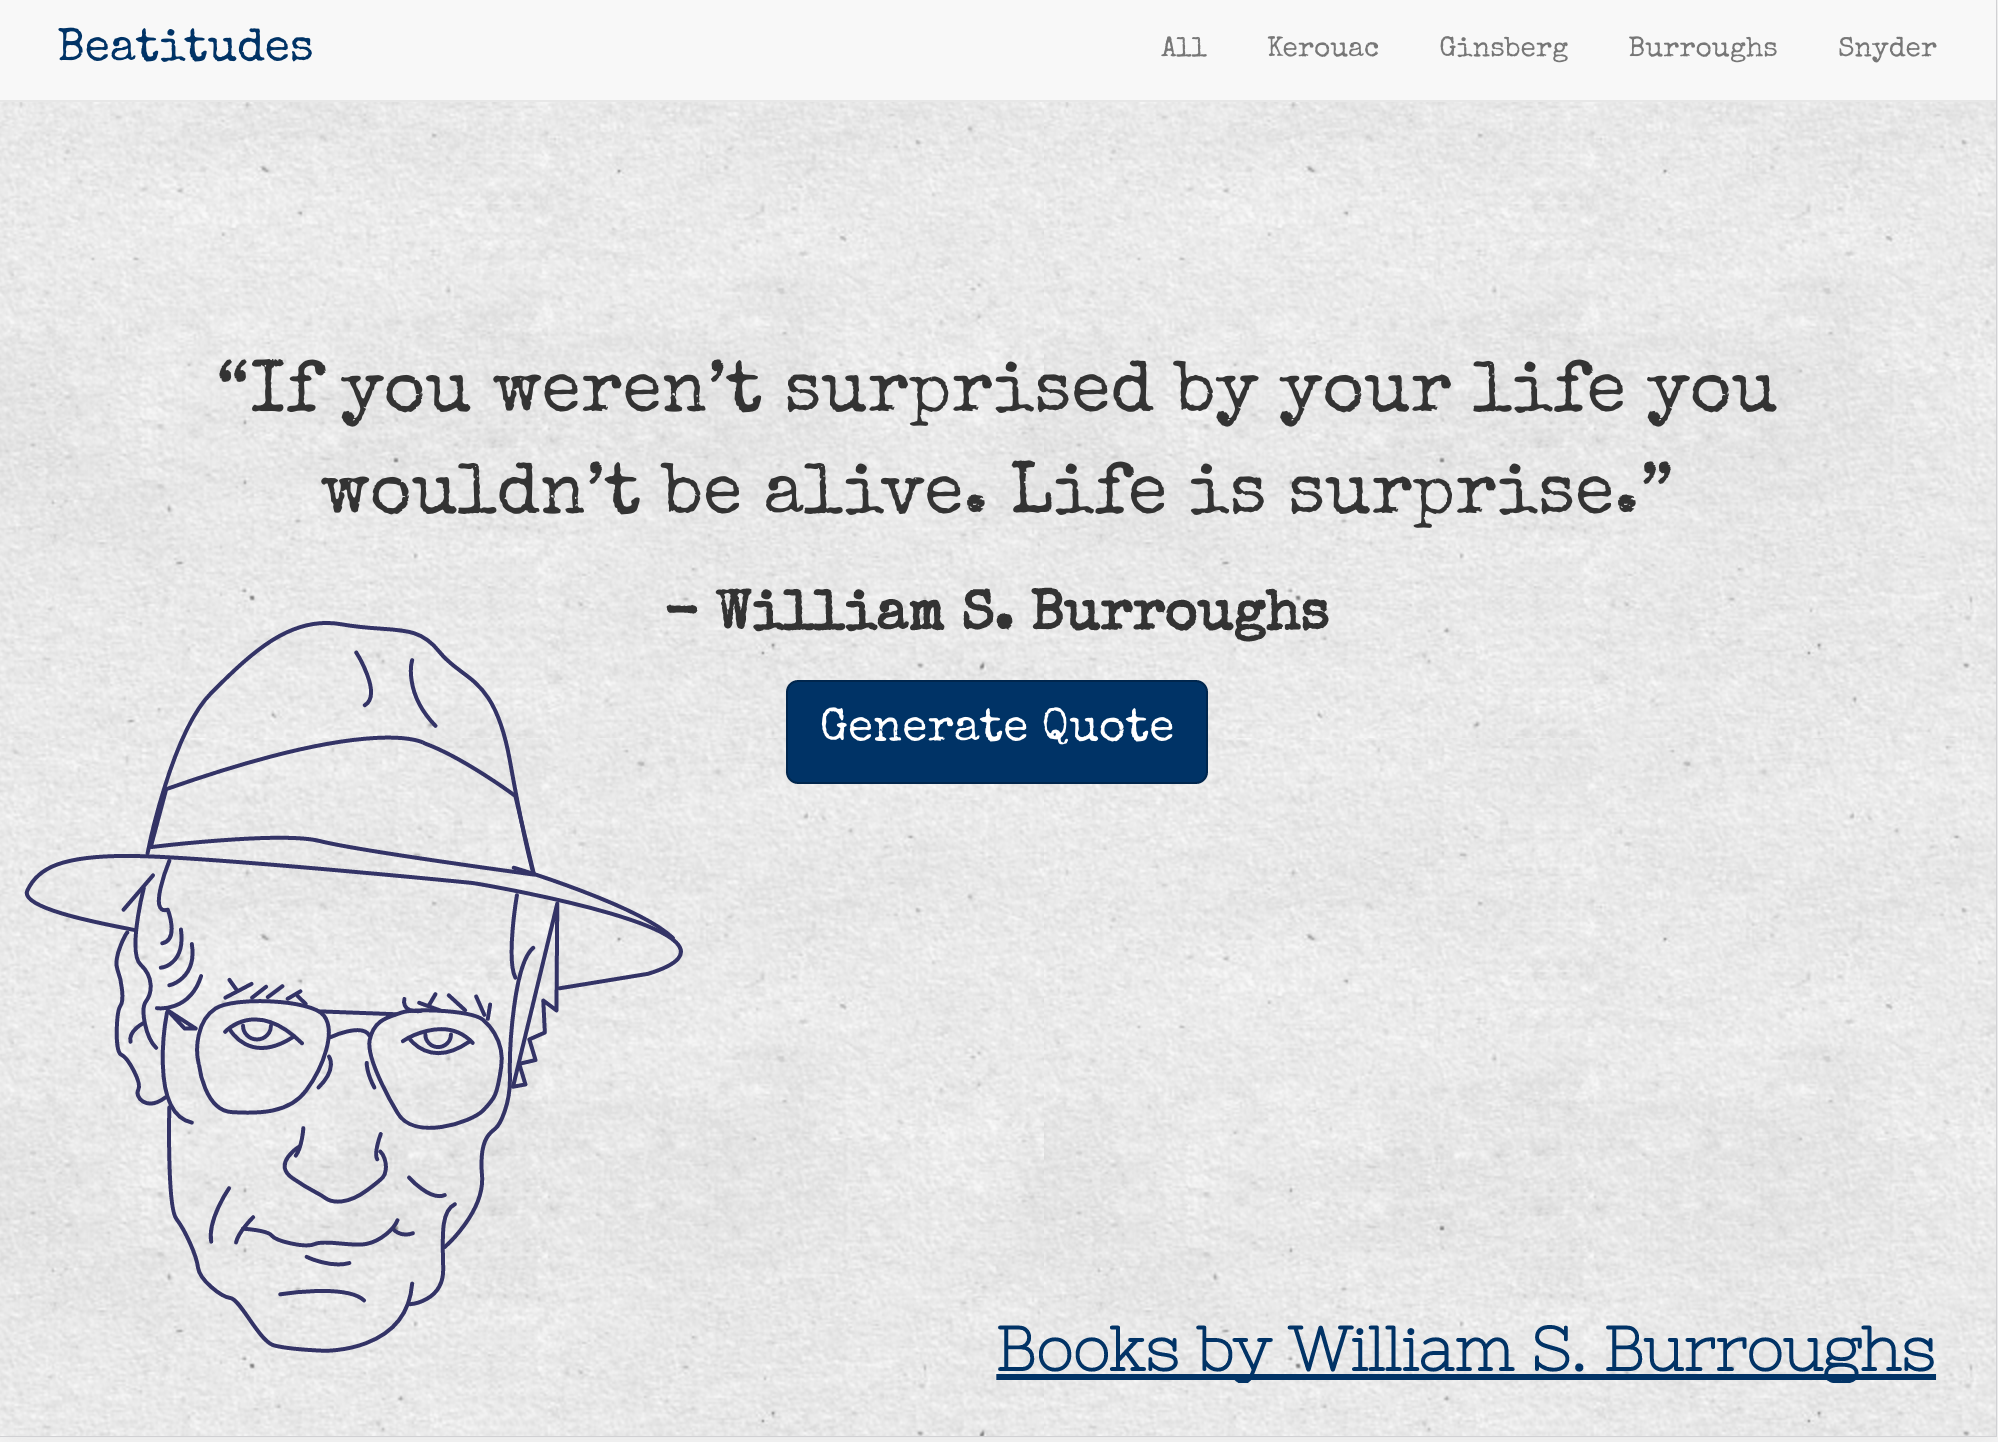 Beatitudes
All Kerouac Ginsberg Burroughs Snyder
“If you weren’t surprised by your life you
wouldn’t be alive. Life is surprise.”
– William S. Burroughs
Generate Quote
Books by William S. Burroughs